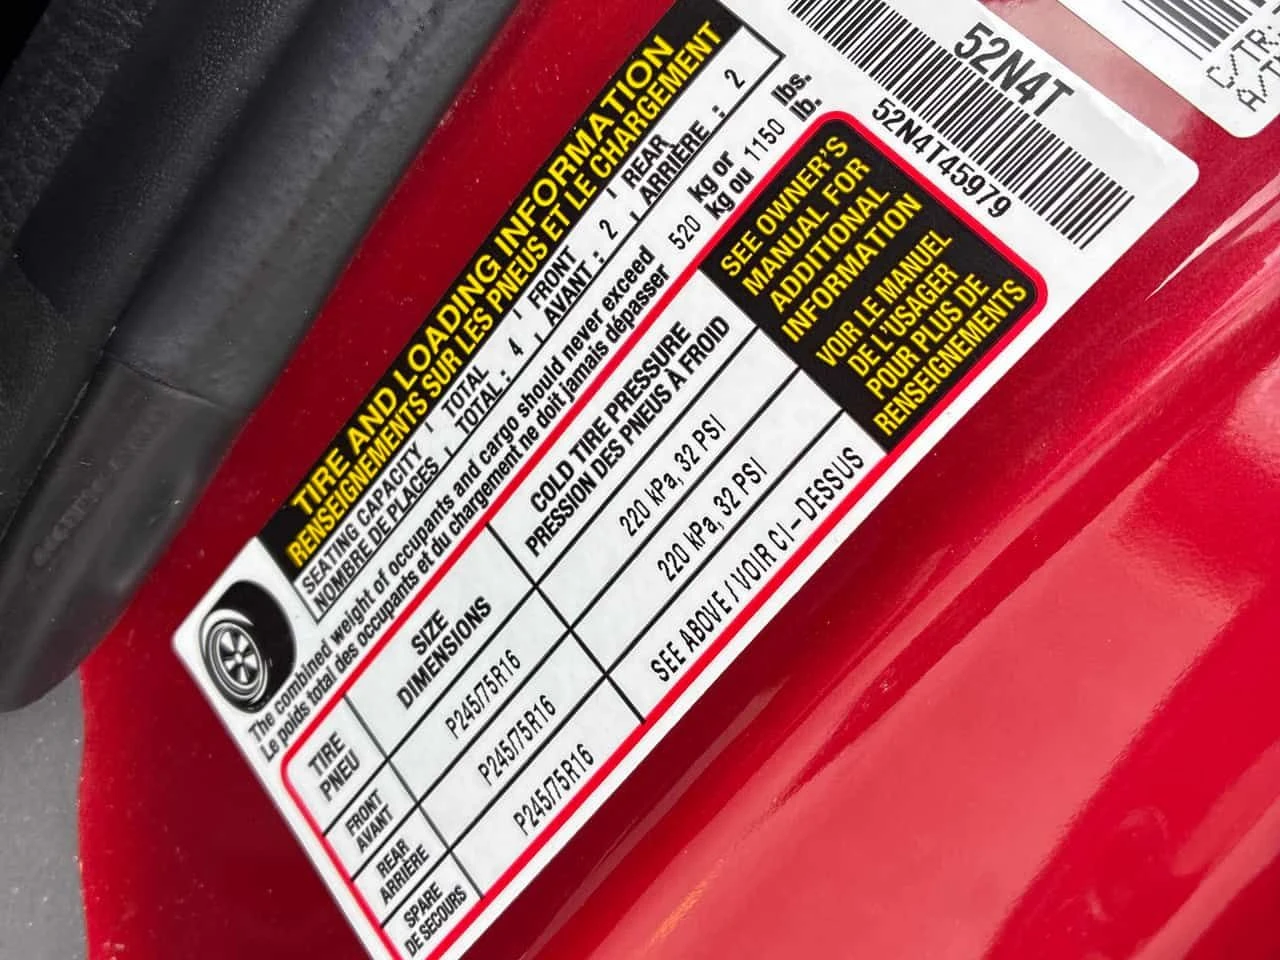 TIRE AND LOADING INFORMATION
RENSEIGNEMENTS SUR LES PNEUS ET LE CHARGEMENT
SEATING CAPACITY TOTAL 4 FRONT 2 REAR 2
NOMBRE DE PLACES TOTAL: AVANT: ARRIÈRE:
The combined weight of occupants and cargo should never exceed 520 kg or 1150 lbs.
Le poids total des occupants et du chargement ne doit jamais dépasser kg ou lb.
TIRE
PNEU
SIZE
DIMENSIONS
COLD TIRE PRESSURE
PRESSION DES PNEUS À FROID
FRONT
AVANT
P245/75R16
220 kPa, 32 PSI
REAR
ARRIÈRE
P245/75R16
220 kPa, 32 PSI
SPARE
DE SECOURS
P245/75R16
SEE ABOVE / VOIR CI – DESSUS
SEE OWNER'S
MANUAL FOR
ADDITIONAL
INFORMATION
VOIR LE MANUEL
DE L'USAGER
POUR PLUS DE
RENSEIGNEMENTS
52N4T
52N4T45979
C/TR: